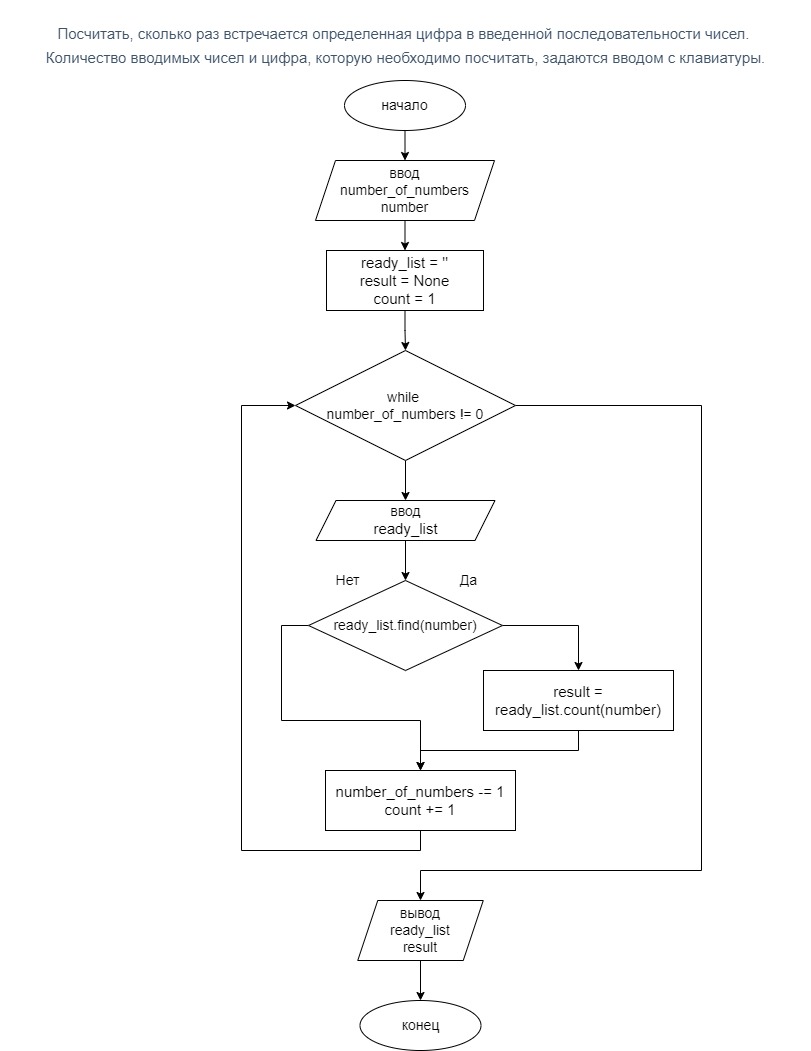 Посчитать, сколько раз встречается определенная цифра в введенной последовательности чисел.
Количество вводимых чисел и цифра, которую необходимо посчитать, задаются вводом с клавиатуры.
начало
ввод
number_of_numbers
number
ready_list = ''
result = None
count = 1
while
number_of_numbers != 0
ввод
ready_list
Нет
Да
ready_list.find(number)
result =
ready_list.count(number)
number_of_numbers -= 1
count += 1
вывод
ready_list
result
конец